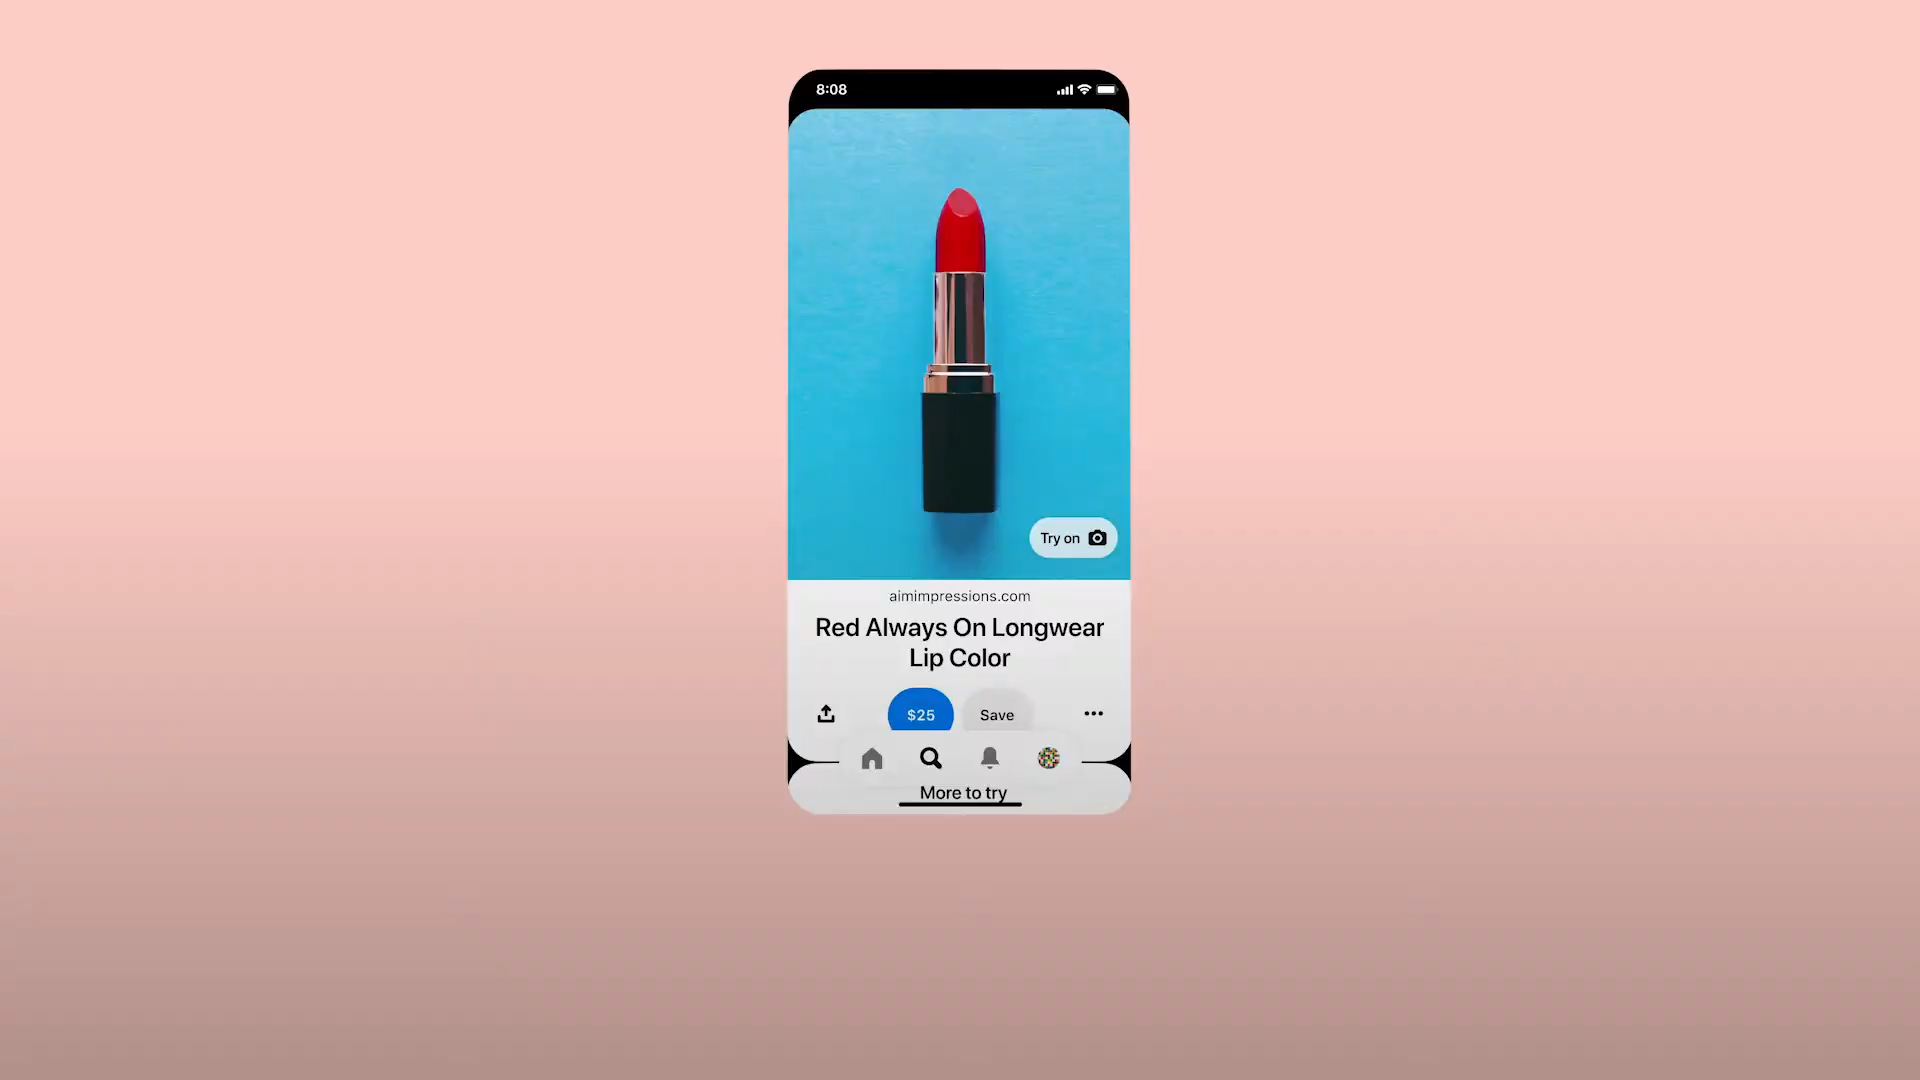 8:08
Try on
aimimpressions.com
Red Always On Longwear
Lip Color
$25
Save
More to try